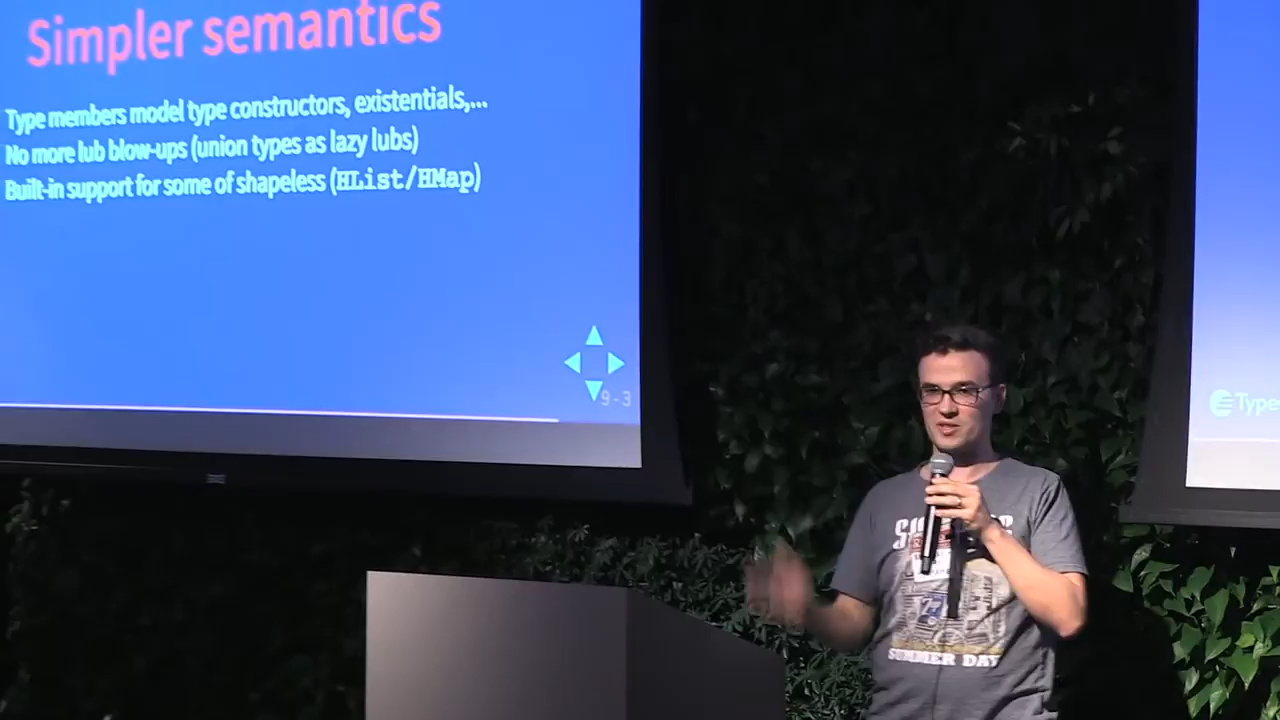 Simpler semantics
Type members model type constructors, existentials,...
No more lub blow-ups (union types as lazy lubs)
Built-in support for some of shapeless (HList/HMap)
9-3
Types
SUMMER DAY